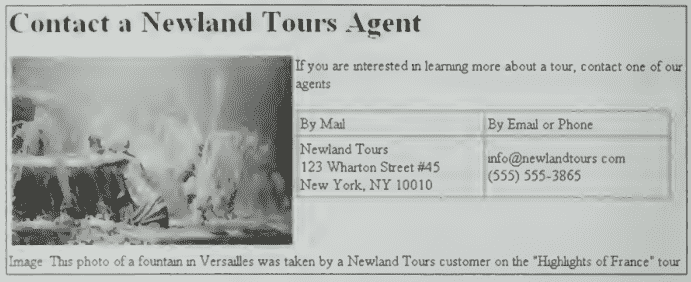 Contact a Newland Tours Agent
If you are interested in learning more about a tour, contact one of our
agents
By Mail
By Email or Phone
Newland Tours
123 Wharton Street #45
New York, NY 10010
info@newlandtours com
(555) 555-3865
Image This photo of a fountain in Versailles was taken by a Newland Tours customer on the "Highlights of France" tour